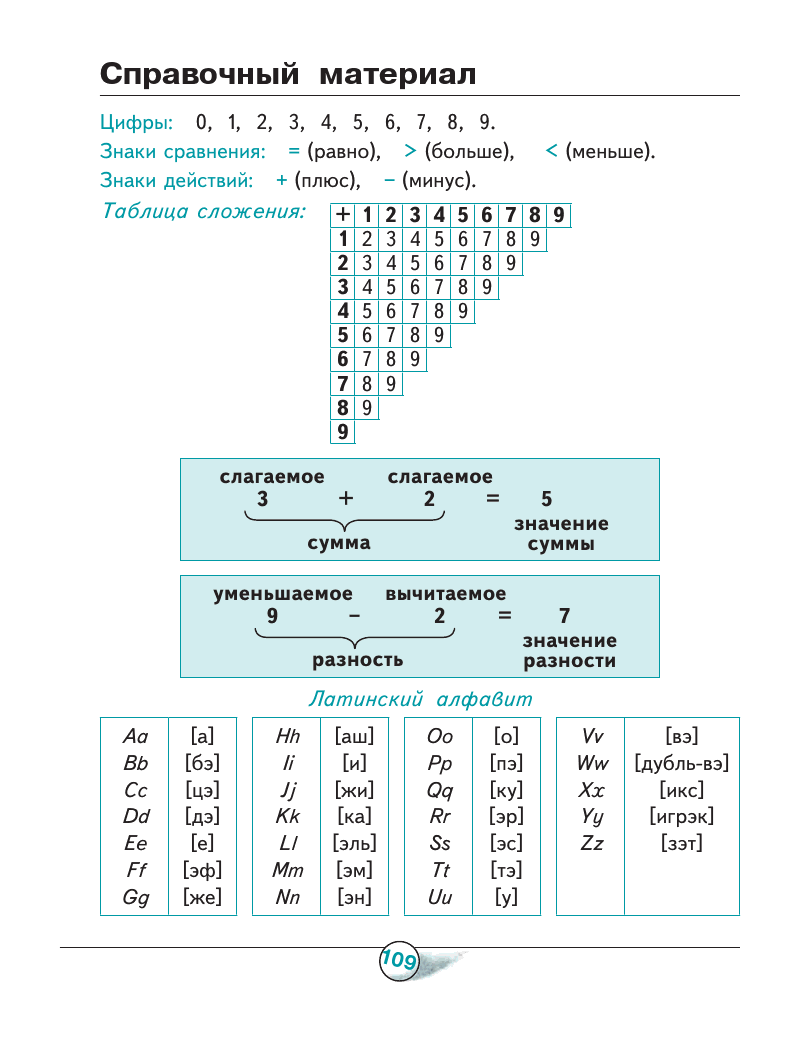 Справочный материал
Цифры: 0, 1, 2, 3, 4, 5, 6, 7, 8, 9.
Знаки сравнения: = (равно), > (больше), < (меньше).
Знаки действий: + (плюс), – (минус).
Таблица сложения:
+ 1 2 3 4 5 6 7 8 9
1 2 3 4 5 6 7 8 9
2 3 4 5 6 7 8 9
3 4 5 6 7 8 9
4 5 6 7 8 9
5 6 7 8 9
6 7 8 9
7 8 9
8 9
9
слагаемое слагаемое
3 + 2 = 5
сумма
значение
суммы
уменьшаемое вычитаемое
9 – 2 = 7
разность
значение
разности
Латинский алфавит
Aa [а] Hh [аш] Oo [о] Vv [вэ]
Bb [бэ] Ii [и] Pp [пэ] Ww [дубль-вэ]
Cc [цэ] Jj [жи] Qq [ку] Xx [икс]
Dd [дэ] Kk [ка] Rr [эр] Yy [игрэк]
Ee [е] Ll [эль] Ss [эс] Zz [зэт]
Ff [эф] Mm [эм] Tt [тэ]
Gg [же] Nn [эн] Uu [у]
109